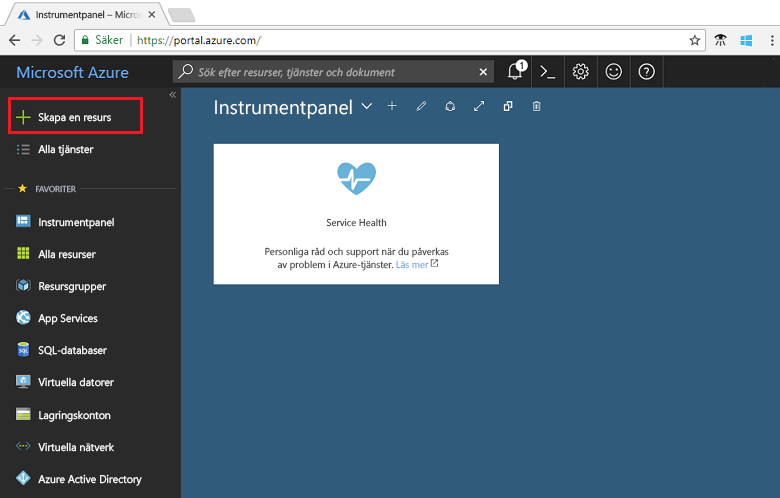 Instrumentpanel – Micros
Säker
https://portal.azure.com/
Microsoft Azure
Sök efter resurser, tjänster och dokument
1
Skapa en resurs
Alla tjänster
FAVORITER
Instrumentpanel
Alla resurser
Resursgrupper
App Services
SQL-databaser
Virtuella datorer
Lagringskonton
Virtuella nätverk
Azure Active Directory
Instrumentpanel
Service Health
Personliga råd och support när du påverkas
av problem i Azure-tjänster. Läs mer